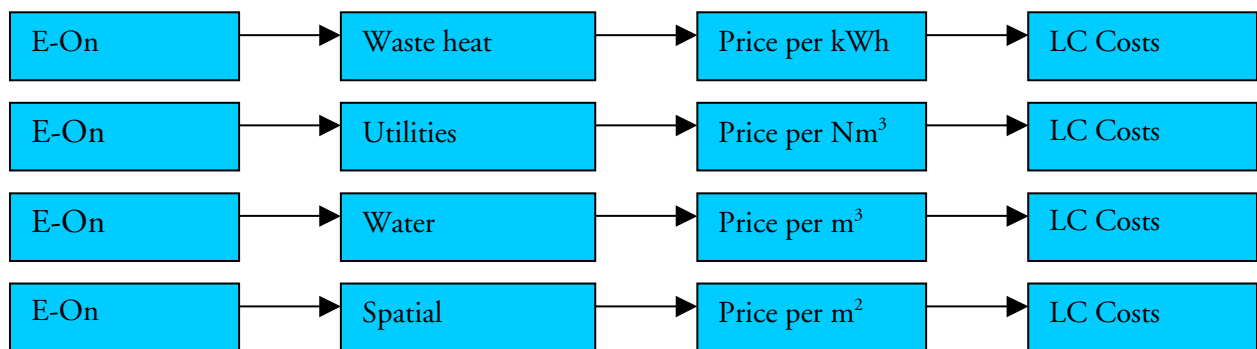 E-On Waste heat Price per kWh LC Costs
E-On Utilities Price per Nm³ LC Costs
E-On Water Price per m³ LC Costs
E-On Spatial Price per m² LC Costs